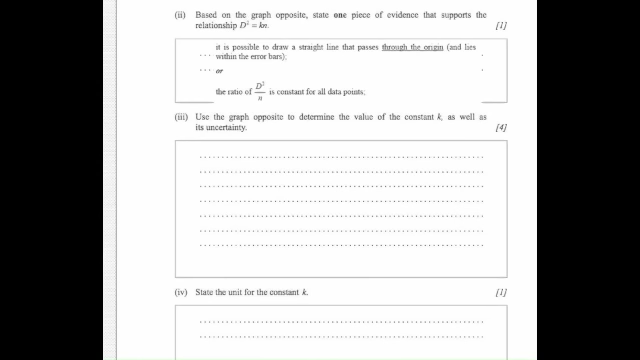 (ii) Based on the graph opposite, state one piece of evidence that supports the
relationship D² = kn. [1]
it is possible to draw a straight line that passes through the origin (and lies
within the error bars);
or
the ratio of D²/n is constant for all data points;
(iii) Use the graph opposite to determine the value of the constant k, as well as
its uncertainty. [4]
(iv) State the unit for the constant k. [1]